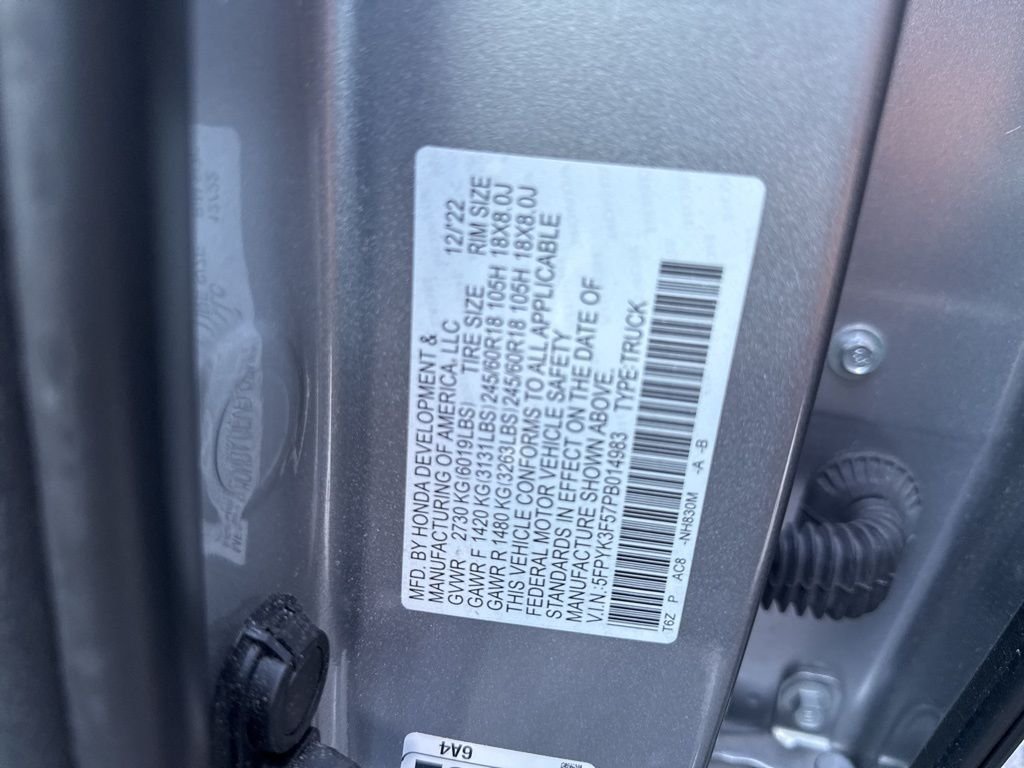 MFD BY HONDA DEVELOPMENT &
MANUFACTURING OF AMERICA, LLC 12/'22
GVWR 2730 KG(6019LBS) TIRE SIZE RIM SIZE
GAWR F 1420 KG(3131LBS)245/60R18 105H 18X8.0J
GAWR R 1480 KG(3263LBS)245/60R18 105H 18X8.0J
THIS VEHICLE CONFORMS TO ALL APPLICABLE
FEDERAL MOTOR VEHICLE SAFETY
STANDARDS IN EFFECT ON THE DATE OF
MANUFACTURE SHOWN ABOVE.
V.I.N.:5FPYK3F57PB014983 TYPE:TRUCK
T6Z P AC8 -NH830M -A -B
6A4